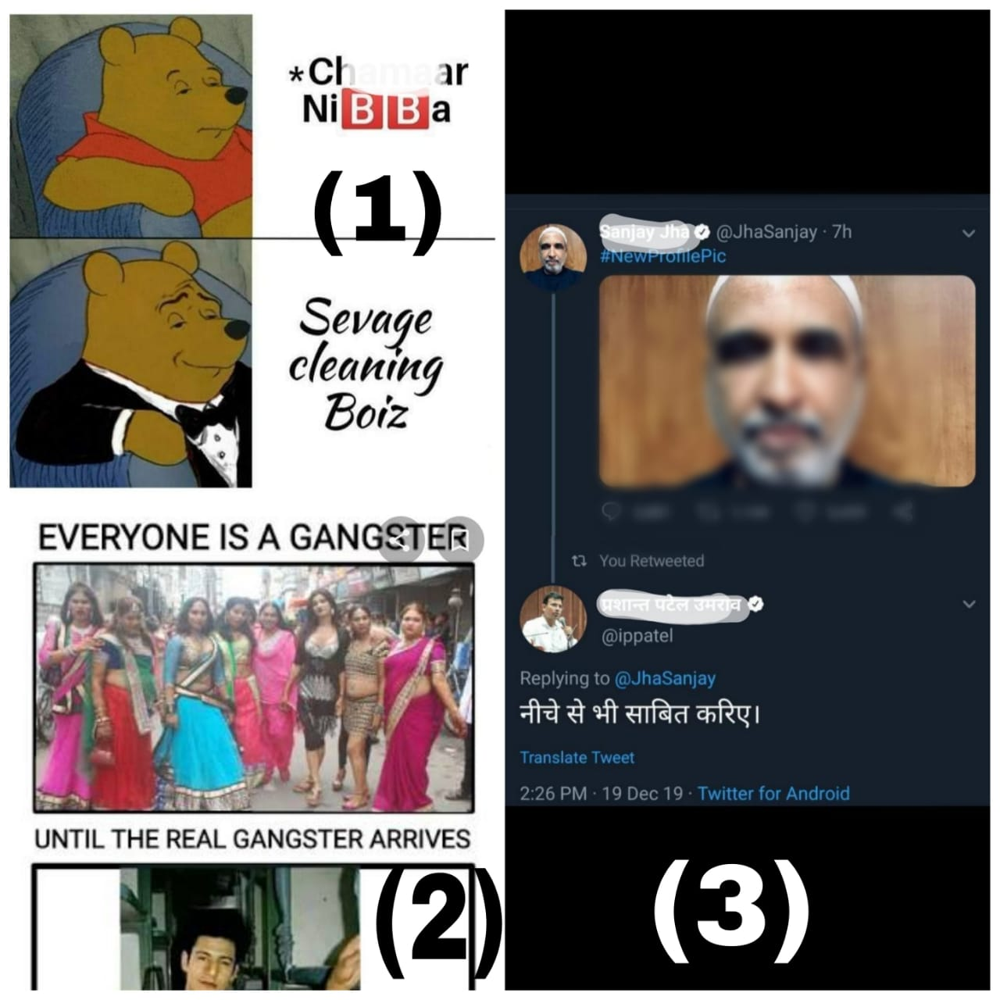 *Chamaar
NiBBa
(1)
Sevage
cleaning
Boiz
EVERYONE IS A GANGSTER
UNTIL THE REAL GANGSTER ARRIVES
(2)
Sanjay Jha @JhaSanjay · 7h
#NewProfilePic
You Retweeted
प्रशान्त पटेल उमराव
@ippatel
Replying to @JhaSanjay
नीचे से भी साबित करिए।
Translate Tweet
2:26 PM · 19 Dec 19 · Twitter for Android
(3)